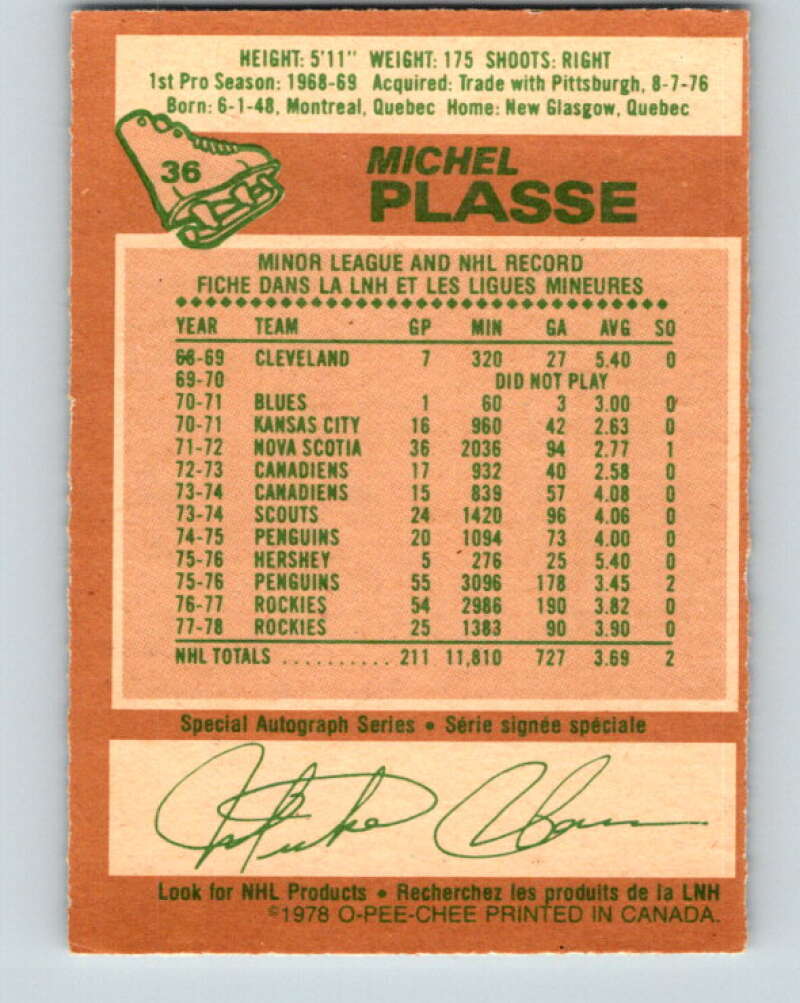 HEIGHT: 5'11" WEIGHT: 175 SHOOTS: RIGHT
1st Pro Season: 1968-69 Acquired: Trade with Pittsburgh, 8-7-76
Born: 6-1-48, Montreal, Quebec Home: New Glasgow, Quebec
36
MICHEL
PLASSE
MINOR LEAGUE AND NHL RECORD
FICHE DANS LA LNH ET LES LIGUES MINEURES
YEAR TEAM GP MIN GA AVG SO
68-69 CLEVELAND 7 320 27 5.40 0
69-70 DID NOT PLAY
70-71 BLUES 1 60 3 3.00 0
70-71 KANSAS CITY 16 960 42 2.63 0
71-72 NOVA SCOTIA 36 2036 94 2.77 1
72-73 CANADIENS 17 932 40 2.58 0
73-74 CANADIENS 15 839 57 4.08 0
73-74 SCOUTS 24 1420 96 4.06 0
74-75 PENGUINS 20 1094 73 4.00 0
75-76 HERSHEY 5 276 25 5.40 0
75-76 PENGUINS 55 3096 178 3.45 2
76-77 ROCKIES 54 2986 190 3.82 0
77-78 ROCKIES 25 1383 90 3.90 0
NHL TOTALS .......... 211 11,810 727 3.69 2
Special Autograph Series • Série signée spéciale
Look for NHL Products • Recherchez les produits de la LNH
©1978 O-PEE-CHEE PRINTED IN CANADA.